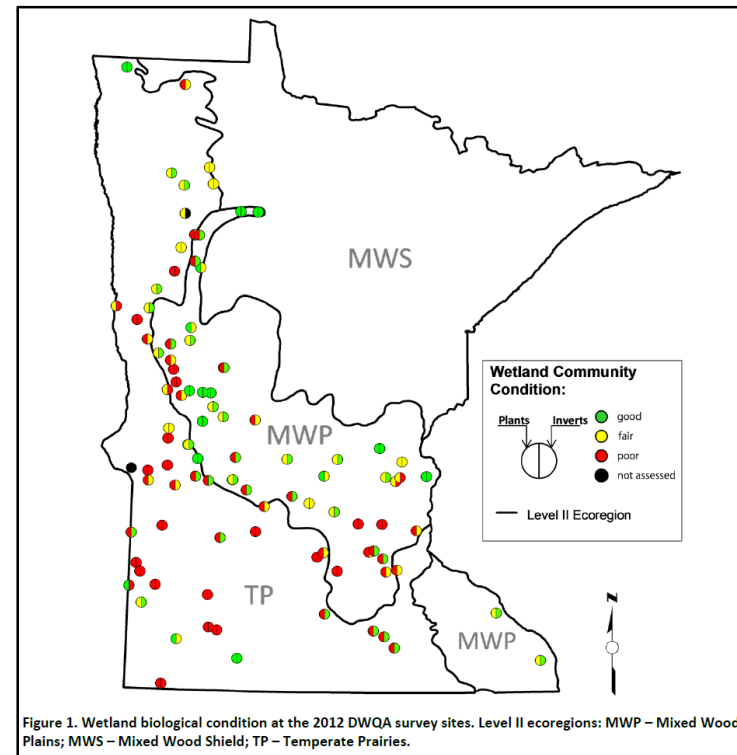 MWS
Wetland Community
Condition:
Plants Inverts
good
fair
poor
not assessed
Level II Ecoregion
MWP
TP
MWP
N
Figure 1. Wetland biological condition at the 2012 DWQA survey sites. Level II ecoregions: MWP – Mixed Wood
Plains; MWS – Mixed Wood Shield; TP – Temperate Prairies.